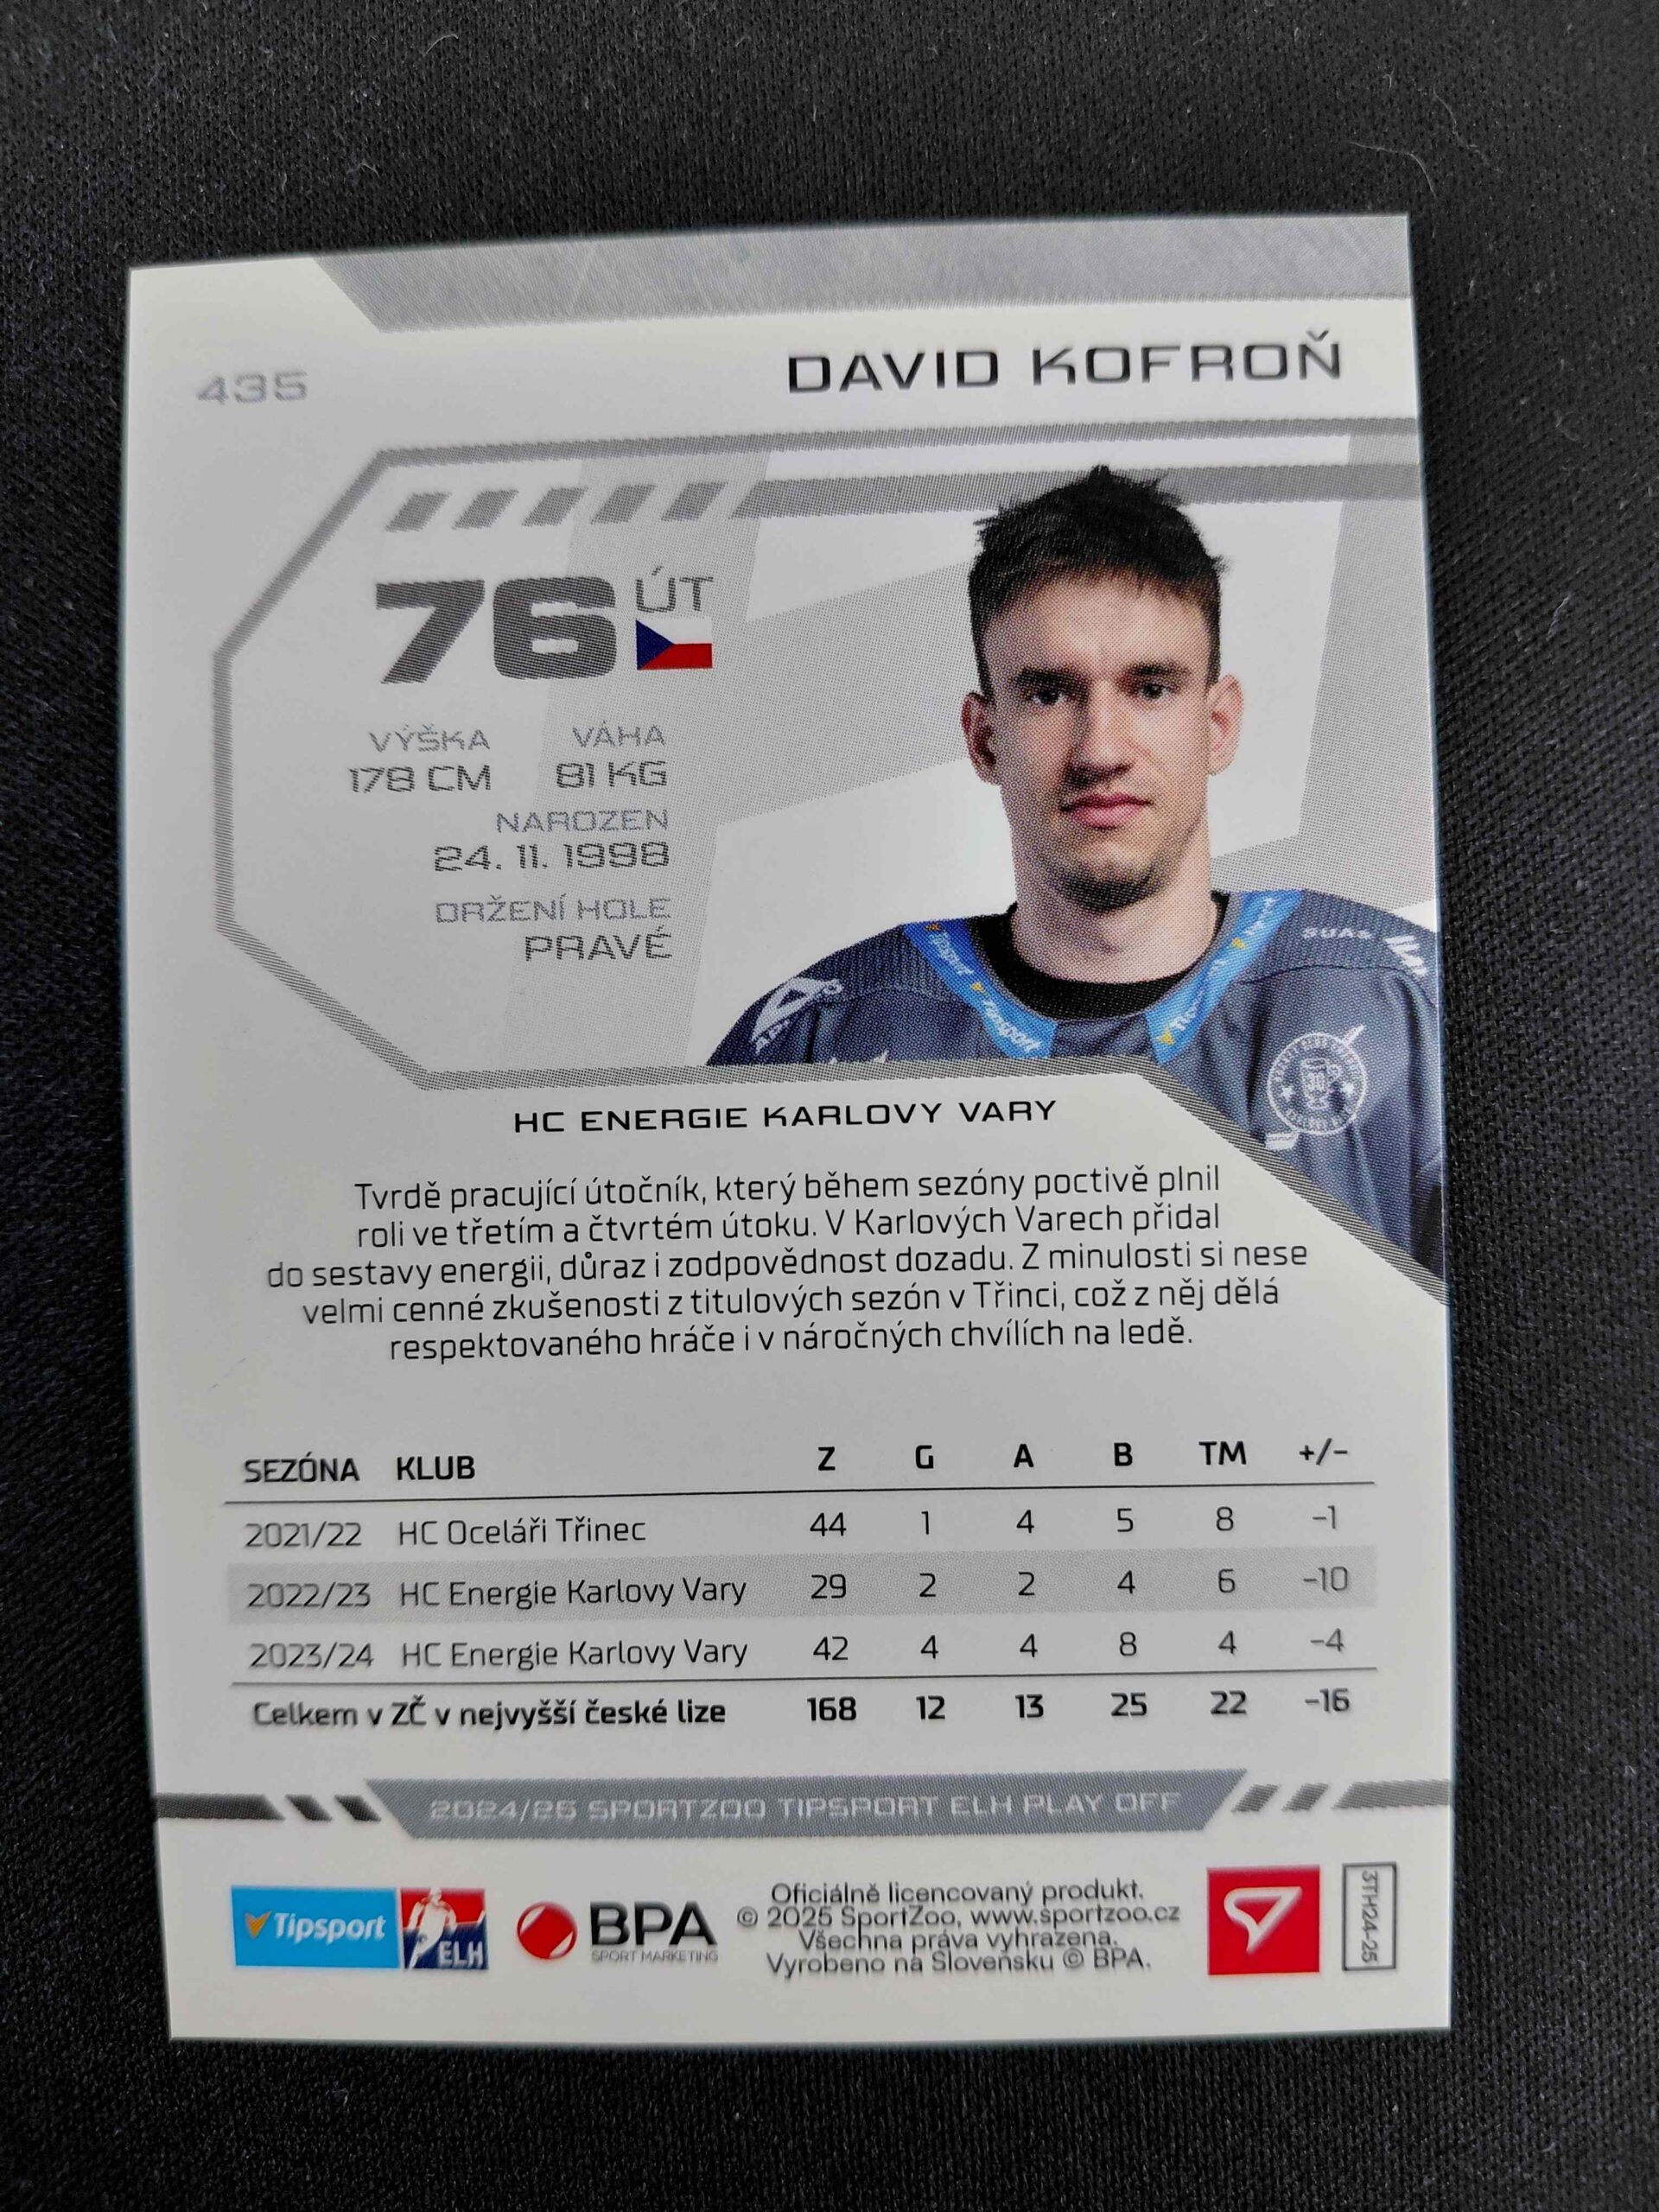 435
DAVID KOFROŇ
76 ÚT
VÝŠKA VÁHA
178 CM 81 KG
NAROZEN
24. 11. 1998
DRŽENÍ HOLE
PRAVÉ
Tipsport Tipsport
SUAS
HC ENERGIE KARLOVY VARY
Tvrdě pracující útočník, který během sezóny poctivě plnil
roli ve třetím a čtvrtém útoku. V Karlových Varech přidal
do sestavy energii, důraz i zodpovědnost dozadu. Z minulosti si nese
velmi cenné zkušenosti z titulových sezón v Třinci, což z něj dělá
respektovaného hráče i v náročných chvílích na ledě.
SEZÓNA KLUB Z G A B TM +/-
2021/22 HC Oceláři Třinec 44 1 4 5 8 -1
2022/23 HC Energie Karlovy Vary 29 2 2 4 6 -10
2023/24 HC Energie Karlovy Vary 42 4 4 8 4 -4
Celkem v ZČ v nejvyšší české lize 168 12 13 25 22 -16
2024/25 SPORTZOO TIPSPORT ELH PLAY OFF
Tipsport ELH
BPA
SPORT MARKETING
Oficiálně licencovaný produkt.
© 2025 SportZoo, www.sportzoo.cz
Všechna práva vyhrazena.
Vyrobeno na Slovensku © BPA.
3TH24-25